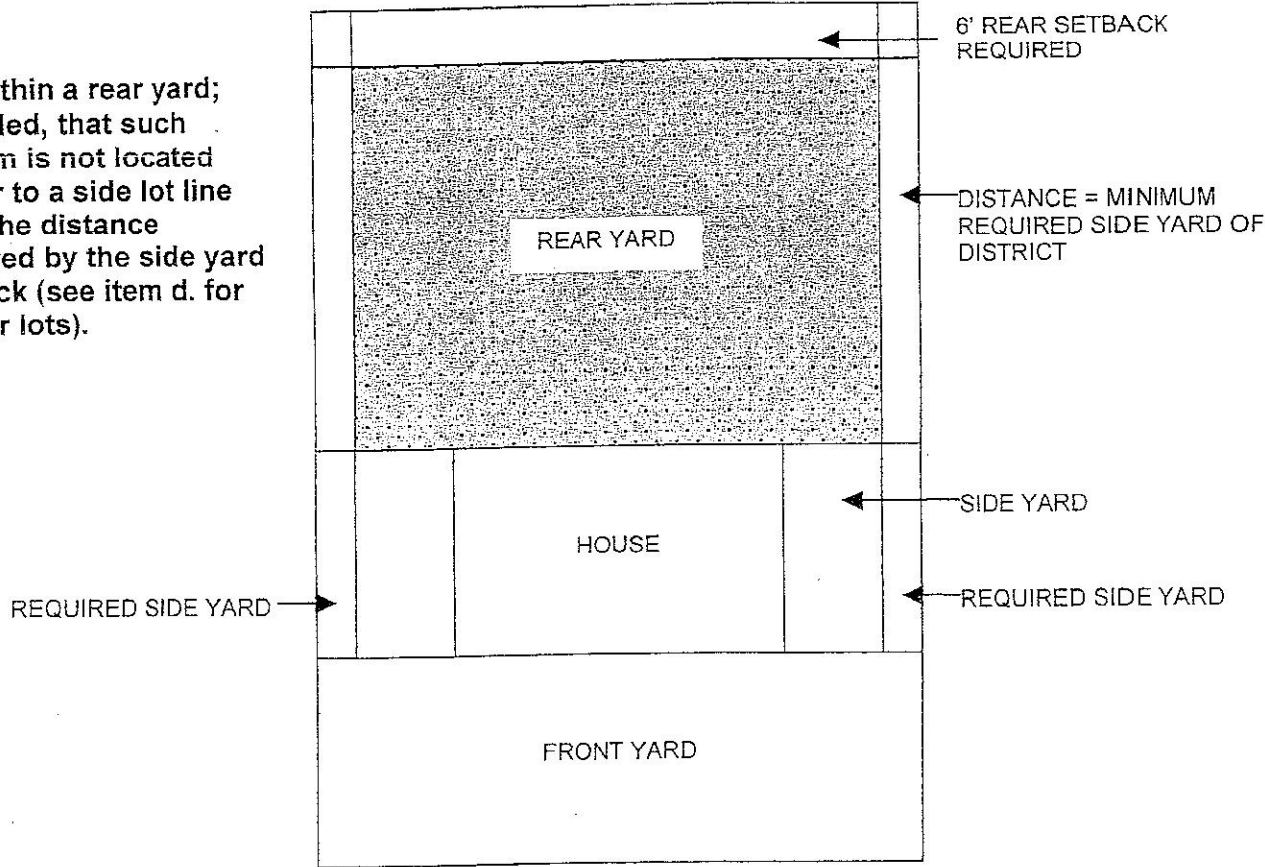 thin a rear yard;
led, that such
m is not located
r to a side lot line
he distance
ed by the side yard
ck (see item d. for
r lots).
6' REAR SETBACK
REQUIRED
REAR YARD
DISTANCE = MINIMUM
REQUIRED SIDE YARD OF
DISTRICT
SIDE YARD
HOUSE
REQUIRED SIDE YARD
REQUIRED SIDE YARD
FRONT YARD